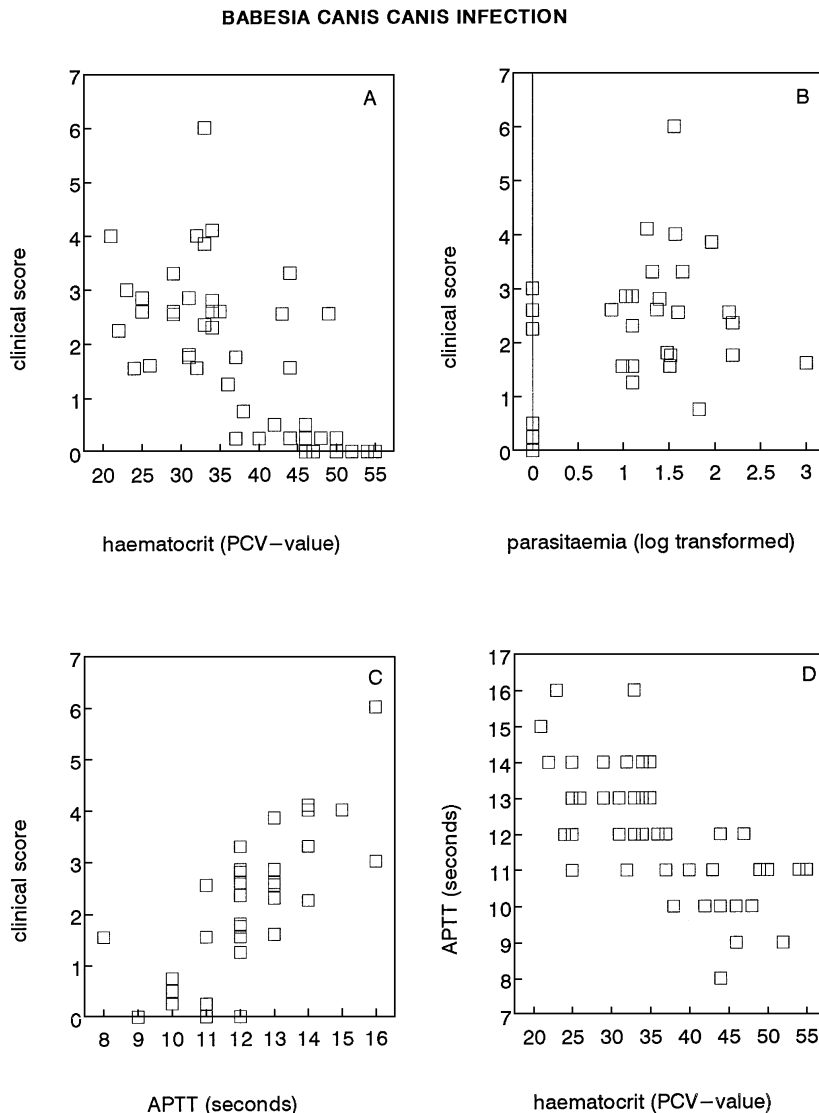 BABESIA CANIS CANIS INFECTION
A
7
6
5
4
3
2
1
0
clinical score
20 25 30 35 40 45 50 55
haematocrit (PCV−value)
B
7
6
5
4
3
2
1
0
clinical score
0 0.5 1 1.5 2 2.5 3
parasitaemia (log transformed)
C
7
6
5
4
3
2
1
0
clinical score
8 9 10 11 12 13 14 15 16
APTT (seconds)
D
17
16
15
14
13
12
11
10
9
8
7
APTT (seconds)
20 25 30 35 40 45 50 55
haematocrit (PCV−value)